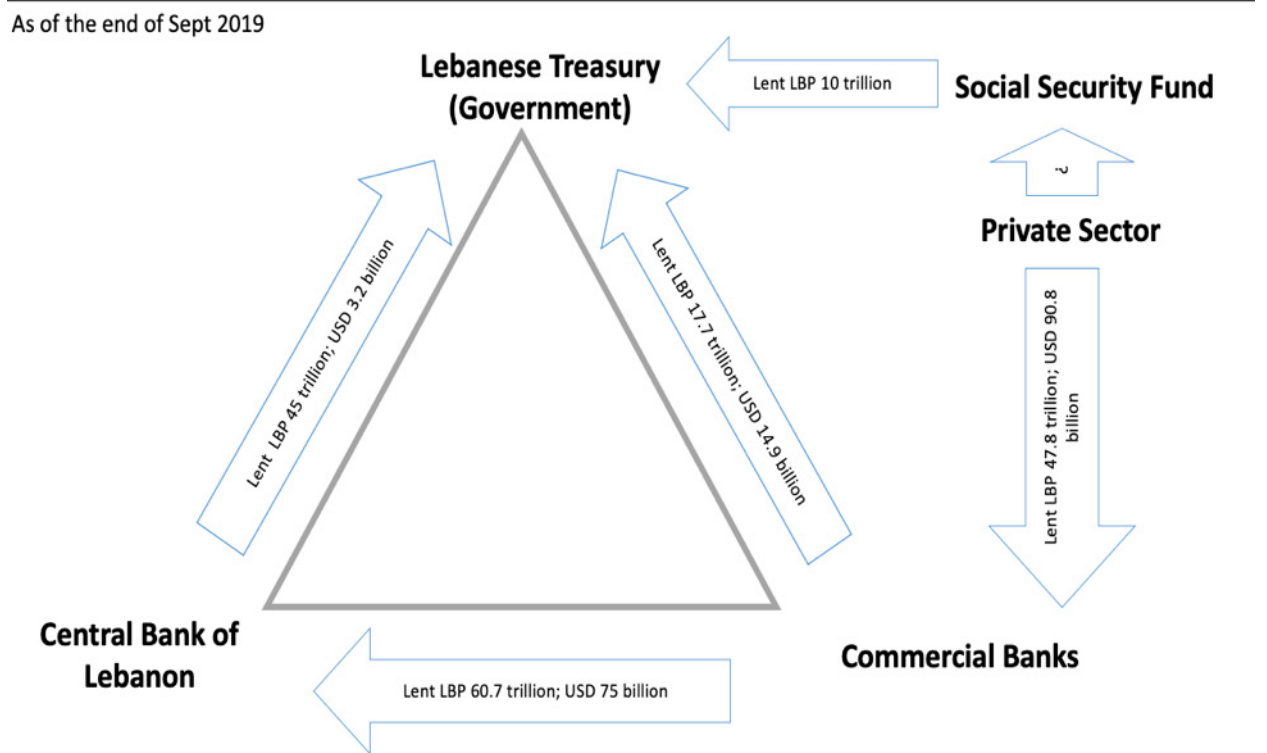 As of the end of Sept 2019
Lebanese Treasury
(Government)
Lent LBP 10 trillion
Social Security Fund
?
Private Sector
Lent LBP 45 trillion; USD 3.2 billion
Lent LBP 17.7 trillion; USD 14.9 billion
Lent LBP 47.8 trillion; USD 90.8
billion
Central Bank of
Lebanon
Commercial Banks
Lent LBP 60.7 trillion; USD 75 billion